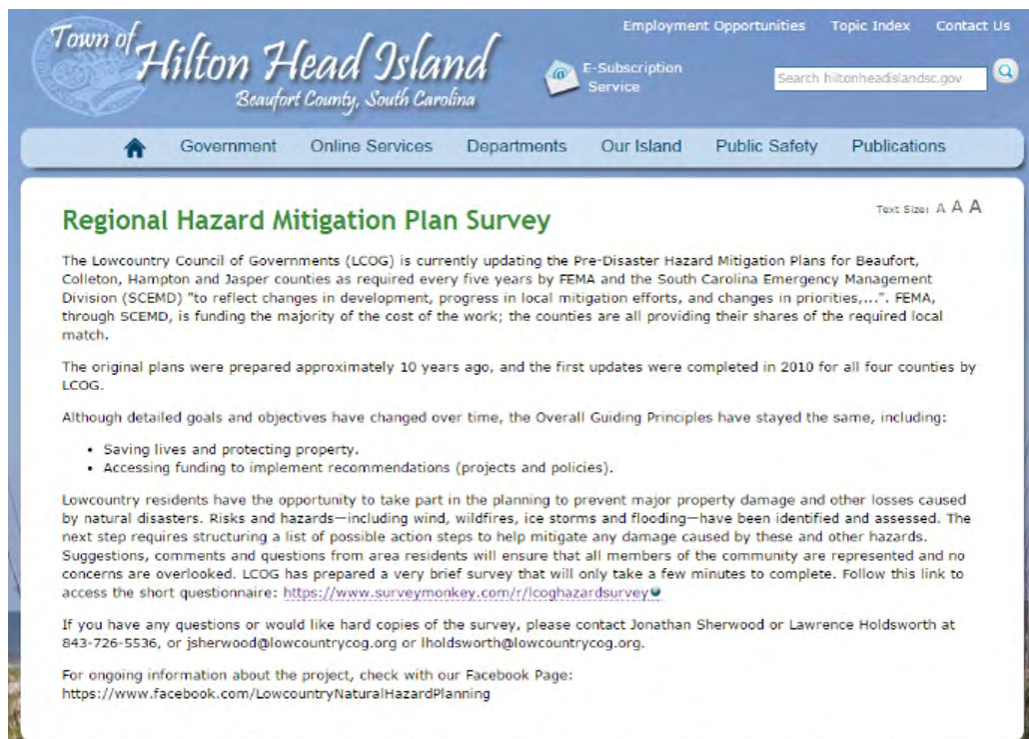 Employment Opportunities Topic Index Contact Us
Town of
Hilton Head Island
Beaufort County, South Carolina
E-Subscription
Service
Search hiltonheadislandsc.gov
Government Online Services Departments Our Island Public Safety Publications
Text Size: A A A
Regional Hazard Mitigation Plan Survey
The Lowcountry Council of Governments (LCOG) is currently updating the Pre-Disaster Hazard Mitigation Plans for Beaufort,
Colleton, Hampton and Jasper counties as required every five years by FEMA and the South Carolina Emergency Management
Division (SCEMD) "to reflect changes in development, progress in local mitigation efforts, and changes in priorities,...". FEMA,
through SCEMD, is funding the majority of the cost of the work; the counties are all providing their shares of the required local
match.
The original plans were prepared approximately 10 years ago, and the first updates were completed in 2010 for all four counties by
LCOG.
Although detailed goals and objectives have changed over time, the Overall Guiding Principles have stayed the same, including:
• Saving lives and protecting property.
• Accessing funding to implement recommendations (projects and policies).
Lowcountry residents have the opportunity to take part in the planning to prevent major property damage and other losses caused
by natural disasters. Risks and hazards—including wind, wildfires, ice storms and flooding—have been identified and assessed. The
next step requires structuring a list of possible action steps to help mitigate any damage caused by these and other hazards.
Suggestions, comments and questions from area residents will ensure that all members of the community are represented and no
concerns are overlooked. LCOG has prepared a very brief survey that will only take a few minutes to complete. Follow this link to
access the short questionnaire: https://www.surveymonkey.com/r/lcoghazardsurvey
If you have any questions or would like hard copies of the survey, please contact Jonathan Sherwood or Lawrence Holdsworth at
843-726-5536, or jsherwood@lowcountrycog.org or lholdsworth@lowcountrycog.org.
For ongoing information about the project, check with our Facebook Page:
https://www.facebook.com/LowcountryNaturalHazardPlanning